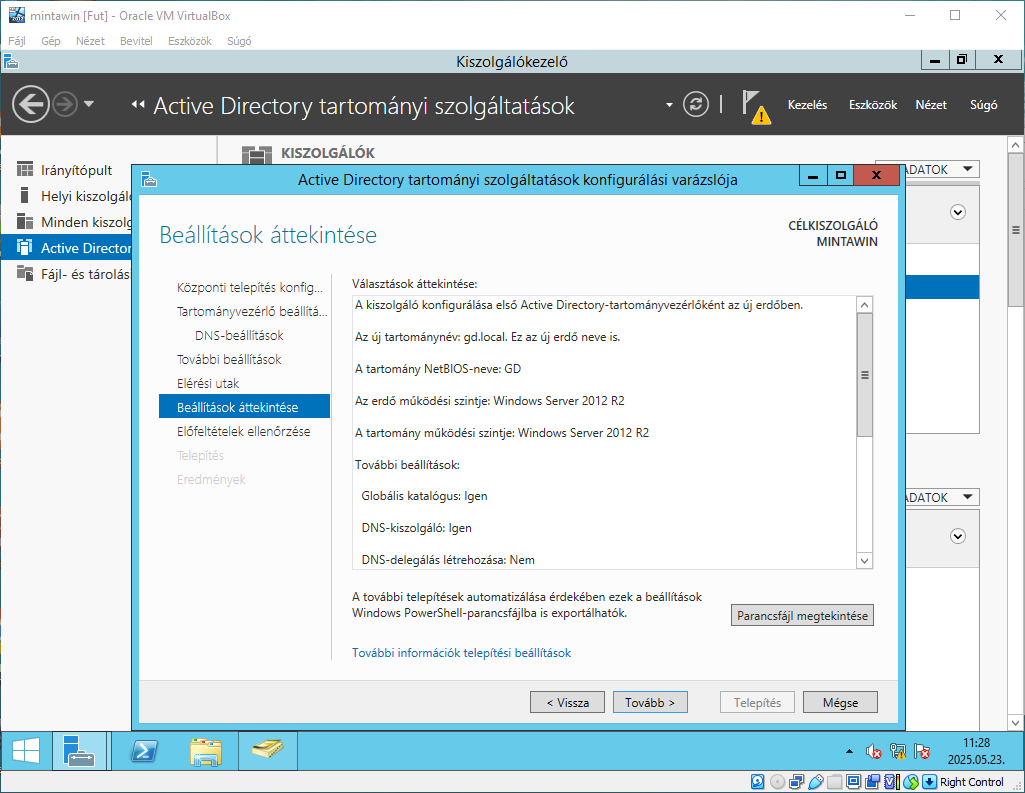 mintawin [Fut] - Oracle VM VirtualBox
Fájl Gép Nézet Bevitel Eszközök Súgó
Kiszolgálókezelő
Active Directory tartományi szolgáltatások
Kezelés Eszközök Nézet Súgó
KISZOLGÁLÓK
Irányítópult
Helyi kiszolgáló
Minden kiszolg
Active Director
Fájl- és tárolás
ADATOK
ADATOK
Active Directory tartományi szolgáltatások konfigurálási varázslója
Beállítások áttekintése
CÉLKISZOLGÁLÓ
MINTAWIN
Központi telepítés konfig...
Tartományvezérlő beállítá...
DNS-beállítások
További beállítások
Elérési utak
Beállítások áttekintése
Előfeltételek ellenőrzése
Telepítés
Eredmények
Választások áttekintése:
A kiszolgáló konfigurálása első Active Directory-tartományvezérlőként az új erdőben.
Az új tartománynév: gd.local. Ez az új erdő neve is.
A tartomány NetBIOS-neve: GD
Az erdő működési szintje: Windows Server 2012 R2
A tartomány működési szintje: Windows Server 2012 R2
További beállítások:
Globális katalógus: Igen
DNS-kiszolgáló: Igen
DNS-delegálás létrehozása: Nem
A további telepítések automatizálása érdekében ezek a beállítások
Windows PowerShell-parancsfájlba is exportálhatók.
Parancsfájl megtekintése
További információk telepítési beállítások
< Vissza Tovább > Telepítés Mégse
11:28
2025.05.23.
Right Control